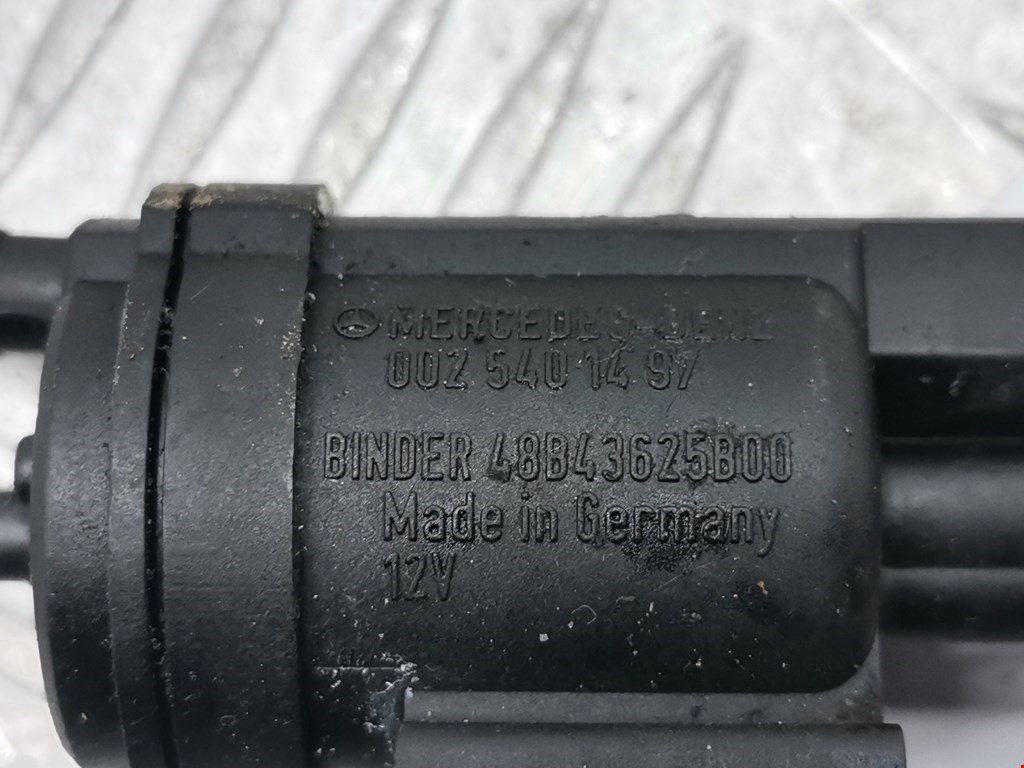 MERCEDES-BENZ
002 540 14 97
BINDER 48B43625B00
Made in Germany
12V